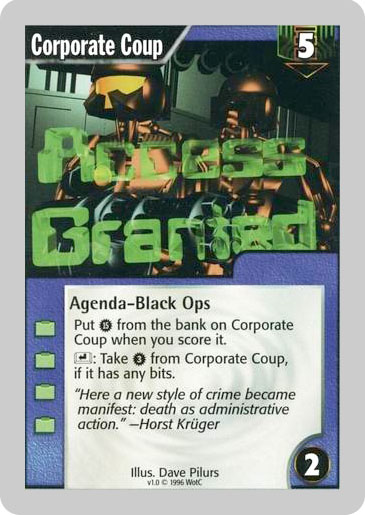 Corporate Coup
5
Access
Granted
Agenda–Black Ops
Put 15 from the bank on Corporate
Coup when you score it.
: Take 3 from Corporate Coup,
if it has any bits.
“Here a new style of crime became
manifest: death as administrative
action.” —Horst Krüger
Illus. Dave Pilurs
v1.0 © 1996 WotC
2